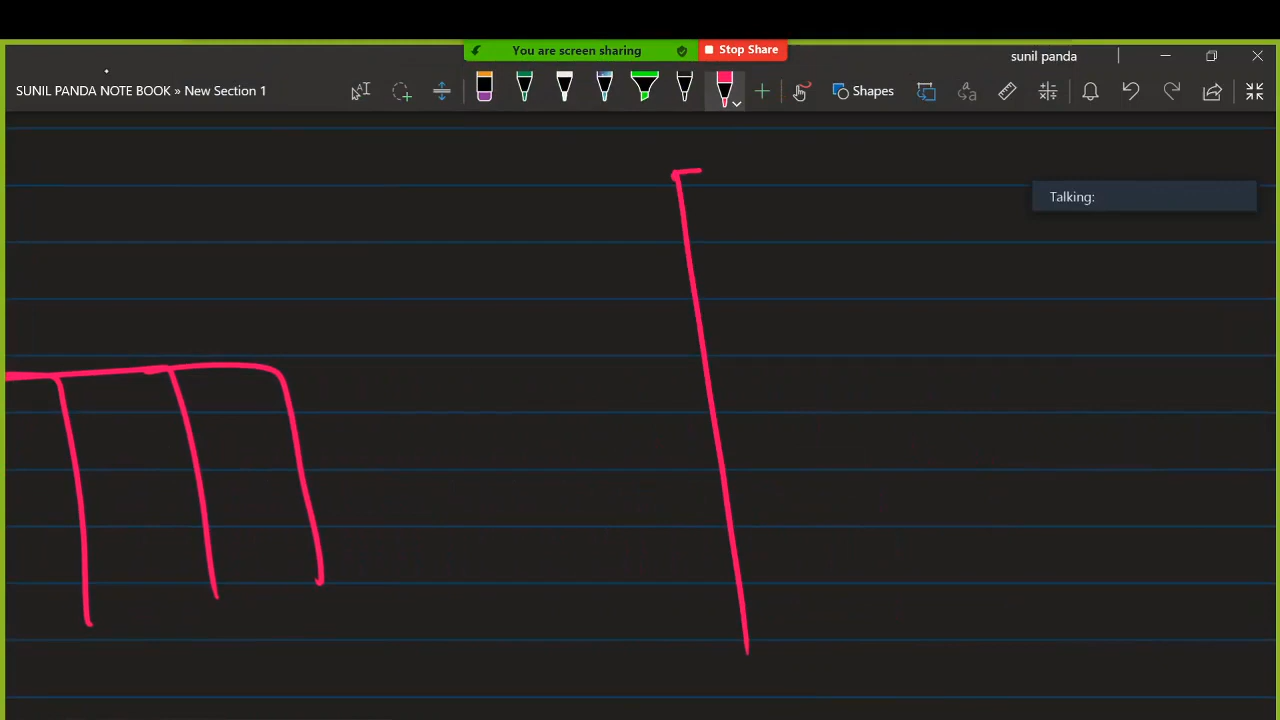 You are screen sharing Stop Share
sunil panda
SUNIL PANDA NOTE BOOK » New Section 1
Shapes
Talking: